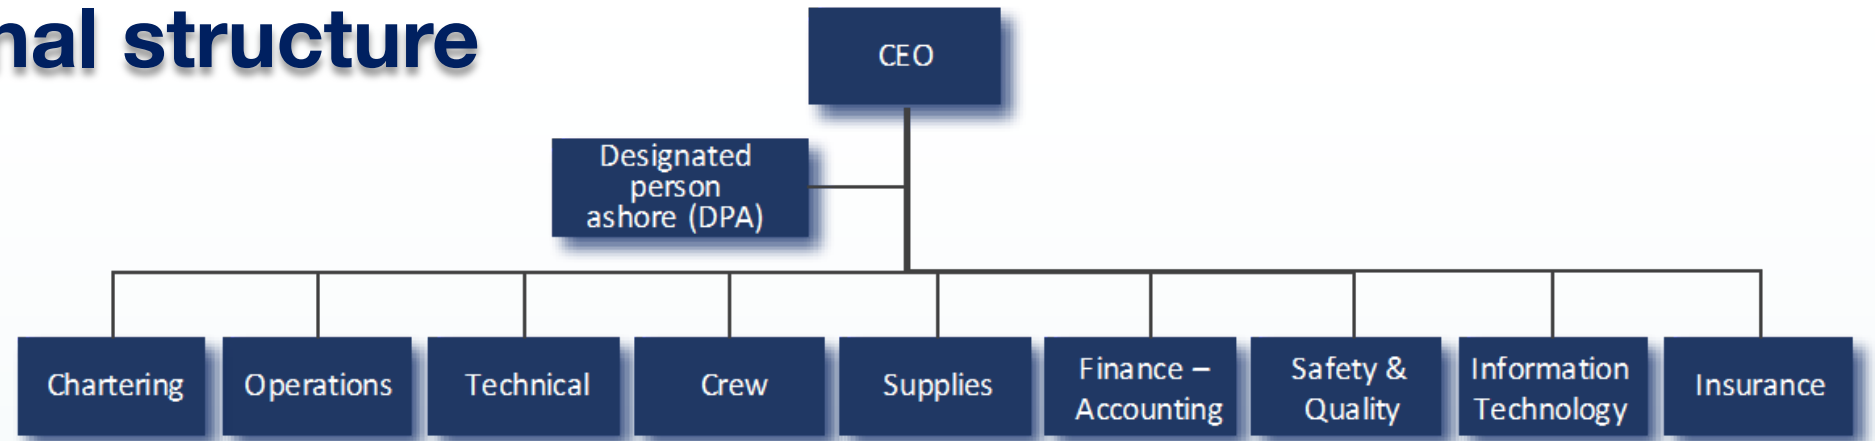 nal structure
CEO
Designated
person
ashore (DPA)
Chartering
Operations
Technical
Crew
Supplies
Finance –
Accounting
Safety &
Quality
Information
Technology
Insurance